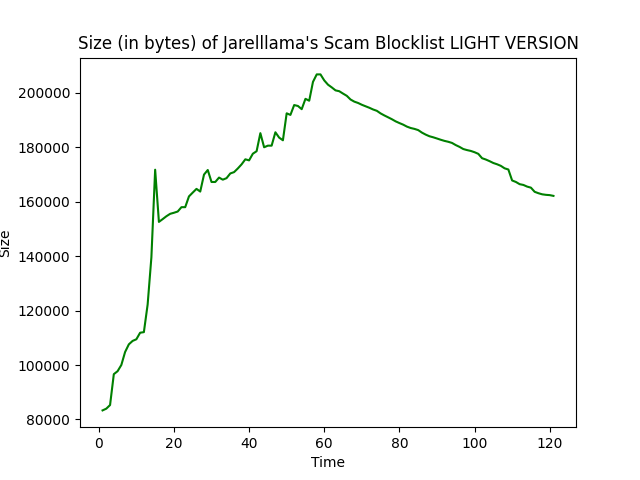 Size (in bytes) of Jarelllama's Scam Blocklist LIGHT VERSION
200000
180000
160000
140000
120000
100000
80000
Size
0 20 40 60 80 100 120
Time